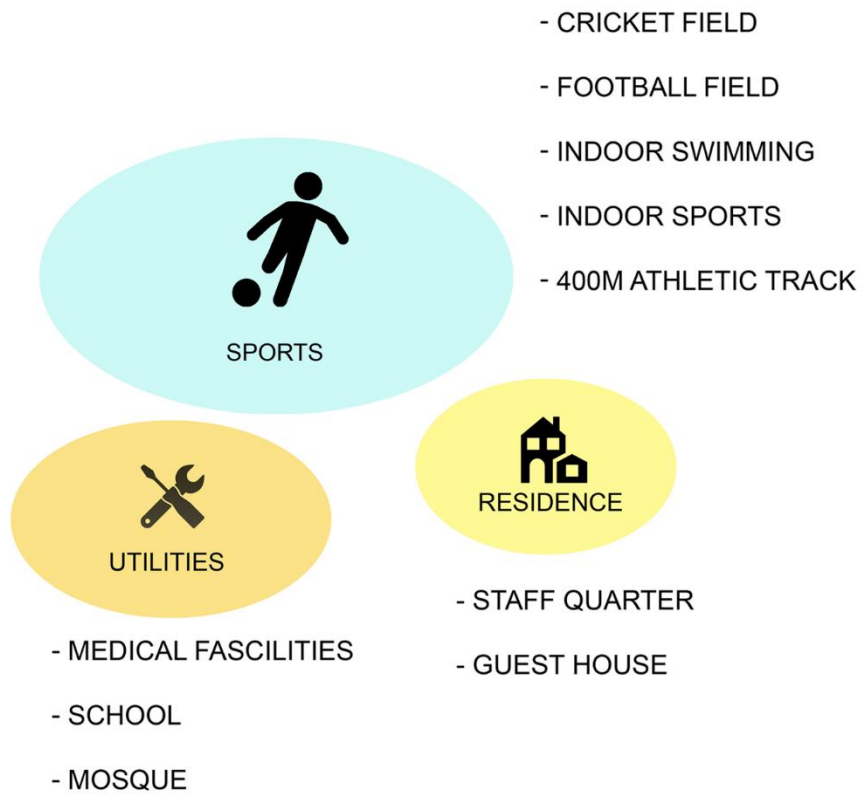 - CRICKET FIELD
- FOOTBALL FIELD
- INDOOR SWIMMING
- INDOOR SPORTS
- 400M ATHLETIC TRACK
SPORTS
UTILITIES
- MEDICAL FASCILITIES
- SCHOOL
- MOSQUE
RESIDENCE
- STAFF QUARTER
- GUEST HOUSE